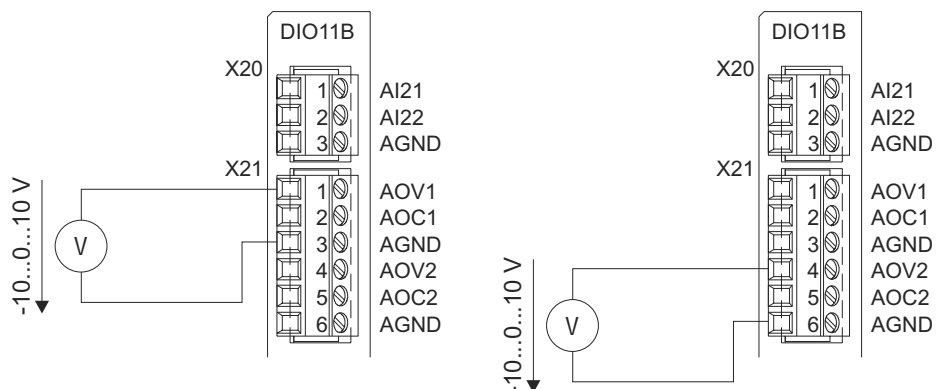 DIO11B
X20
1 AI21
2 AI22
3 AGND
X21
1 AOV1
2 AOC1
3 AGND
4 AOV2
5 AOC2
6 AGND
V
-10...0...10 V
DIO11B
X20
1 AI21
2 AI22
3 AGND
X21
1 AOV1
2 AOC1
3 AGND
4 AOV2
5 AOC2
6 AGND
V
-10...0...10 V